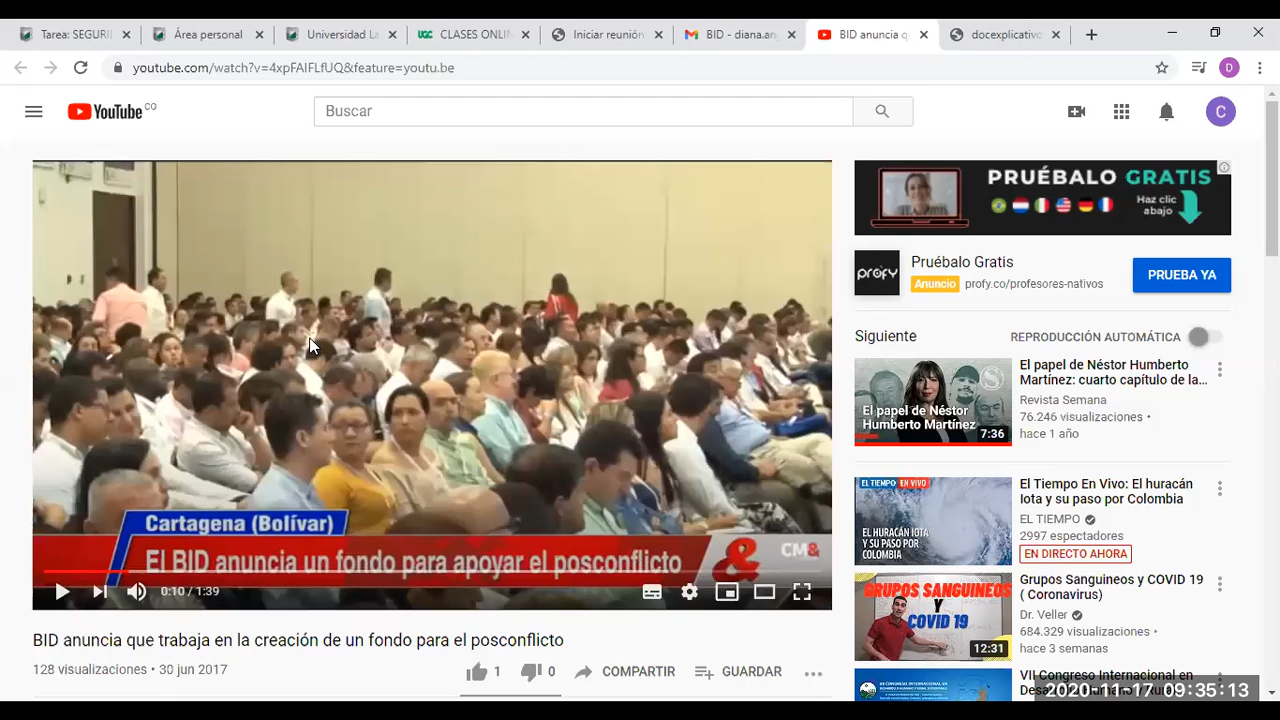 Tarea: SEGURI
Área personal
Universidad La
UGC CLASES ONLIN
Iniciar reunión
BID - diana.an
BID anuncia q
docexplicativo
youtube.com/watch?v=4xpFAIFLfUQ&feature=youtu.be
D
YouTube CO
Buscar
C
PRUÉBALO GRATIS
Haz clic
abajo
profy
Pruébalo Gratis
Anuncio profy.co/profesores-nativos
PRUEBA YA
Siguiente
REPRODUCCIÓN AUTOMÁTICA
El papel de Néstor
Humberto Martínez
7:36
El papel de Néstor Humberto
Martínez: cuarto capítulo de la...
Revista Semana
76.246 visualizaciones •
hace 1 año
EL TIEMPO EN VIVO
EL HURACÁN
IOTA Y SU PASO POR
COLOMBIA
El Tiempo En Vivo: El huracán
Iota y su paso por Colombia
EL TIEMPO
2997 espectadores
EN DIRECTO AHORA
GRUPOS SANGUINEOS
Y
COVID 19
12:31
Grupos Sanguineos y COVID 19
( Coronavirus)
Dr. Veller
684.329 visualizaciones •
hace 3 semanas
VII Congreso Internacional en
Cartagena (Bolívar)
El BID anuncia un fondo para apoyar el posconflicto
CM&
0:10 / 1:39
BID anuncia que trabaja en la creación de un fondo para el posconflicto
128 visualizaciones • 30 jun 2017
1
0
COMPARTIR
GUARDAR